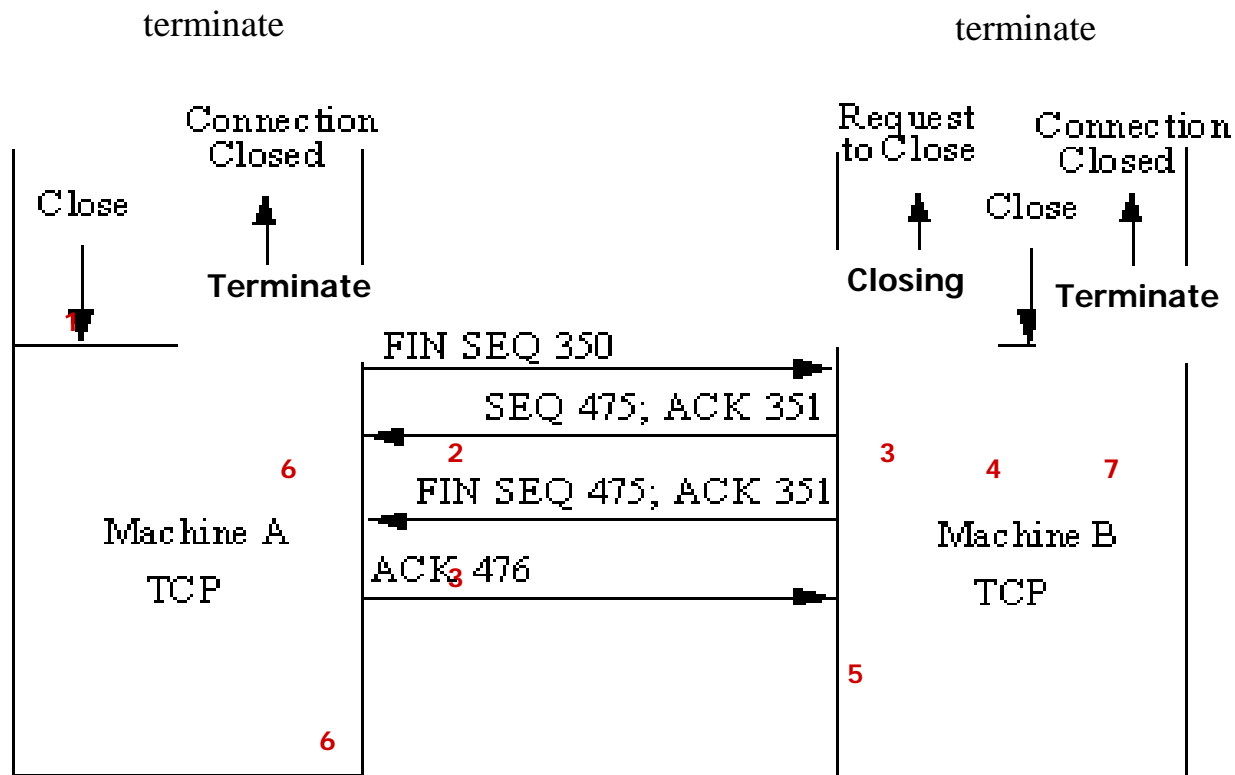 terminate
terminate
Connection
Closed
Close
Terminate
Request
to Close
Connection
Closed
Close
Closing
Terminate
1
FIN SEQ 350
SEQ 475; ACK 351
2
3
4
7
6
FIN SEQ 475; ACK 351
Machine A
TCP
Machine B
TCP
ACK 476
3
5
6